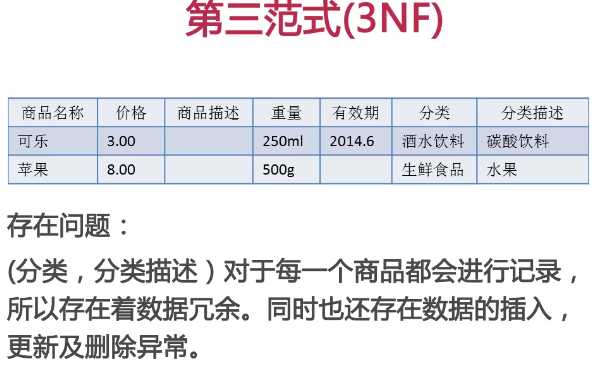 第三范式(3NF)
商品名称 价格 商品描述 重量 有效期 分类 分类描述
可乐 3.00 250ml 2014.6 酒水饮料 碳酸饮料
苹果 8.00 500g 生鲜食品 水果
存在问题：
(分类，分类描述）对于每一个商品都会进行记录，
所以存在着数据冗余。同时也还存在数据的插入，
更新及删除异常。